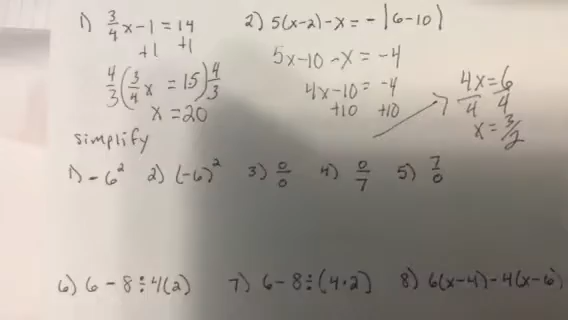 1) 3/4 x - 1 = 14
+1 +1
4/3 (3/4 x = 15) 4/3
x = 20
2) 5(x-2) - x = - |6-10|
5x - 10 - x = -4
4x - 10 = -4
+10 +10
4x = 6
4 4
x = 3/2
simplify
1) -6² 2) (-6)² 3) 0/0 4) 0/7 5) 7/0
6) 6 - 8 ÷ 4(2) 7) 6 - 8 ÷ (4·2) 8) 6(x-4) - 4(x-6)